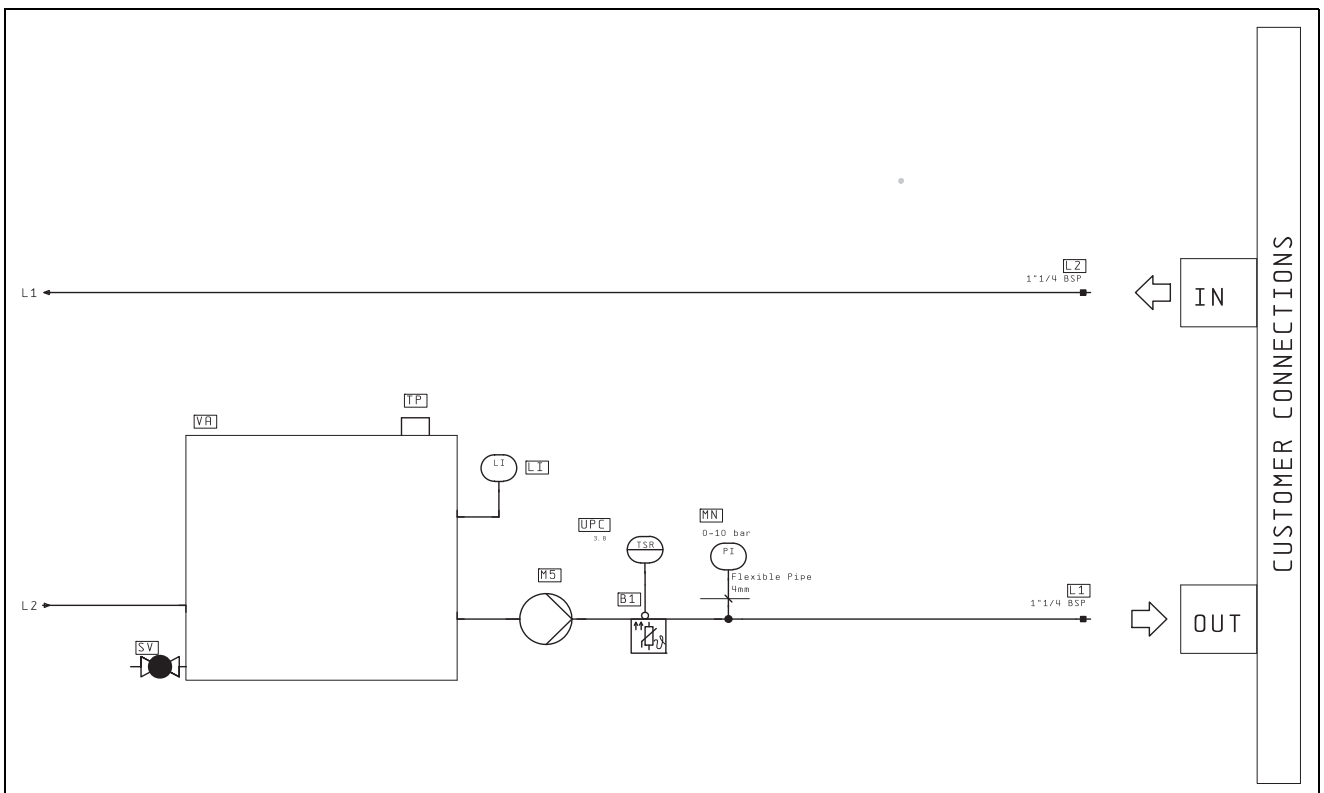 L2
1"1/4 BSP
L1
IN
CUSTOMER CONNECTIONS
TP
VA
LI
LI
MN
UPC
0-10 bar
3.0
TSR
PI
M5
Flexible Pipe
4mm
B1
L1
1"1/4 BSP
L2
OUT
SV